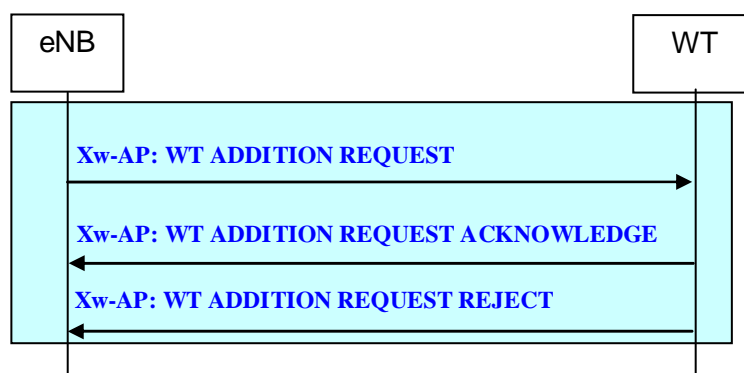 eNB
WT
Xw-AP: WT ADDITION REQUEST
Xw-AP: WT ADDITION REQUEST ACKNOWLEDGE
Xw-AP: WT ADDITION REQUEST REJECT